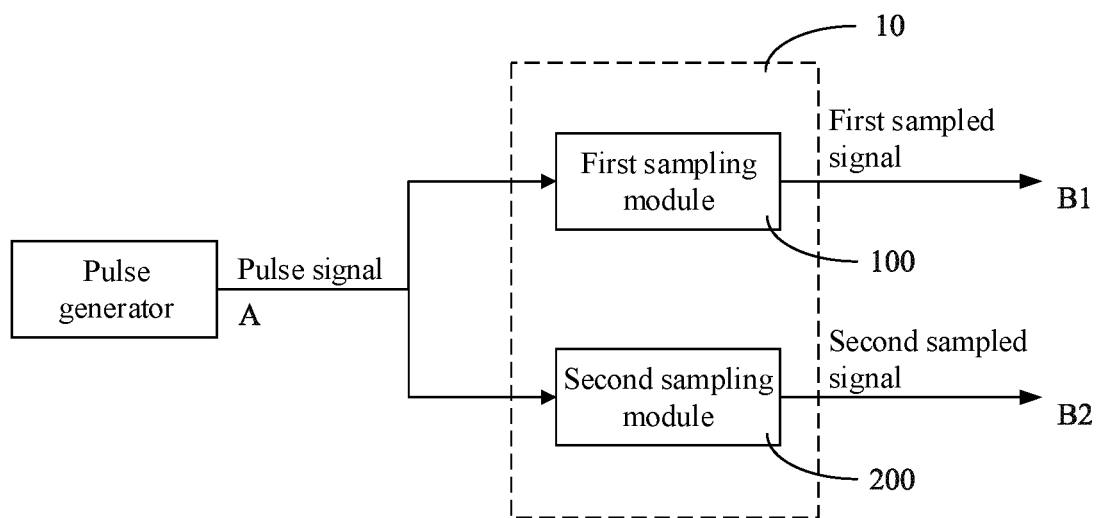 10
First sampled
signal
First sampling
module
B1
100
Pulse
generator
Pulse signal
A
Second sampled
signal
Second sampling
module
B2
200